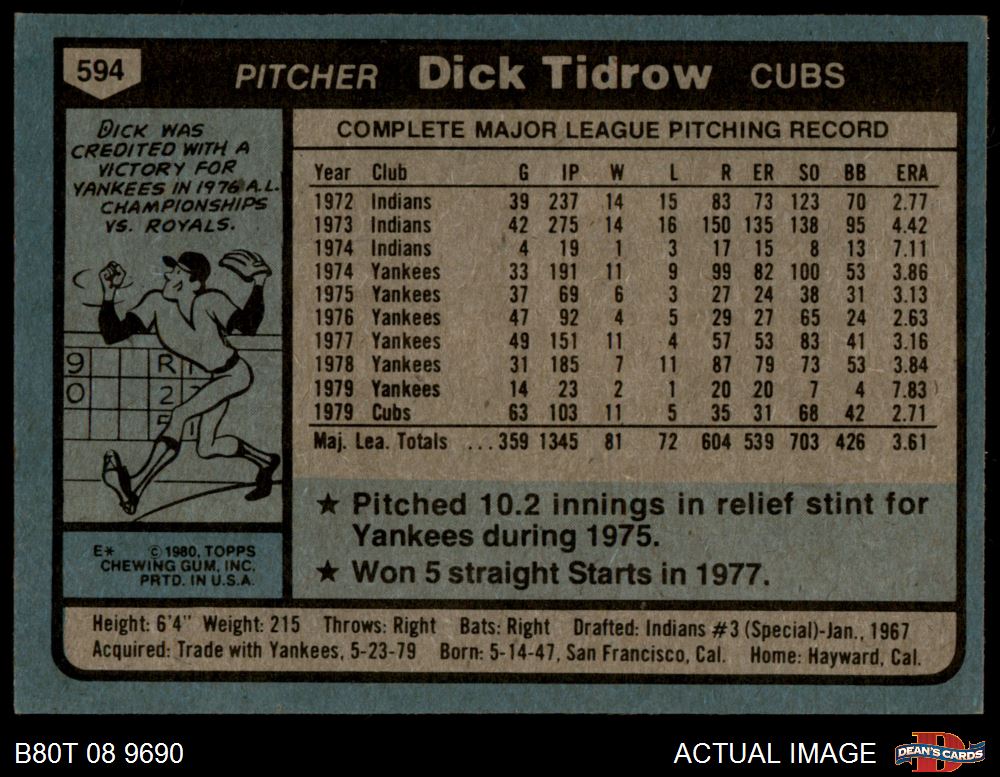 594 PITCHER Dick Tidrow CUBS
DICK WAS
CREDITED WITH A
VICTORY FOR
YANKEES IN 1976 A.L.
CHAMPIONSHIPS
VS. ROYALS.
9 R
0 2
5 1
E* © 1980, TOPPS
CHEWING GUM, INC.
PRTD. IN U.S.A.
COMPLETE MAJOR LEAGUE PITCHING RECORD
Year Club G IP W L R ER SO BB ERA
1972 Indians 39 237 14 15 83 73 123 70 2.77
1973 Indians 42 275 14 16 150 135 138 95 4.42
1974 Indians 4 19 1 3 17 15 8 13 7.11
1974 Yankees 33 191 11 9 99 82 100 53 3.86
1975 Yankees 37 69 6 3 27 24 38 31 3.13
1976 Yankees 47 92 4 5 29 27 65 24 2.63
1977 Yankees 49 151 11 4 57 53 83 41 3.16
1978 Yankees 31 185 7 11 87 79 73 53 3.84
1979 Yankees 14 23 2 1 20 20 7 4 7.83
1979 Cubs 63 103 11 5 35 31 68 42 2.71
Maj. Lea. Totals ...359 1345 81 72 604 539 703 426 3.61
★ Pitched 10.2 innings in relief stint for
Yankees during 1975.
★ Won 5 straight Starts in 1977.
Height: 6'4" Weight: 215 Throws: Right Bats: Right Drafted: Indians #3 (Special)-Jan., 1967
Acquired: Trade with Yankees, 5-23-79 Born: 5-14-47, San Francisco, Cal. Home: Hayward, Cal.
B80T 08 9690 ACTUAL IMAGE D DEAN'S CARDS